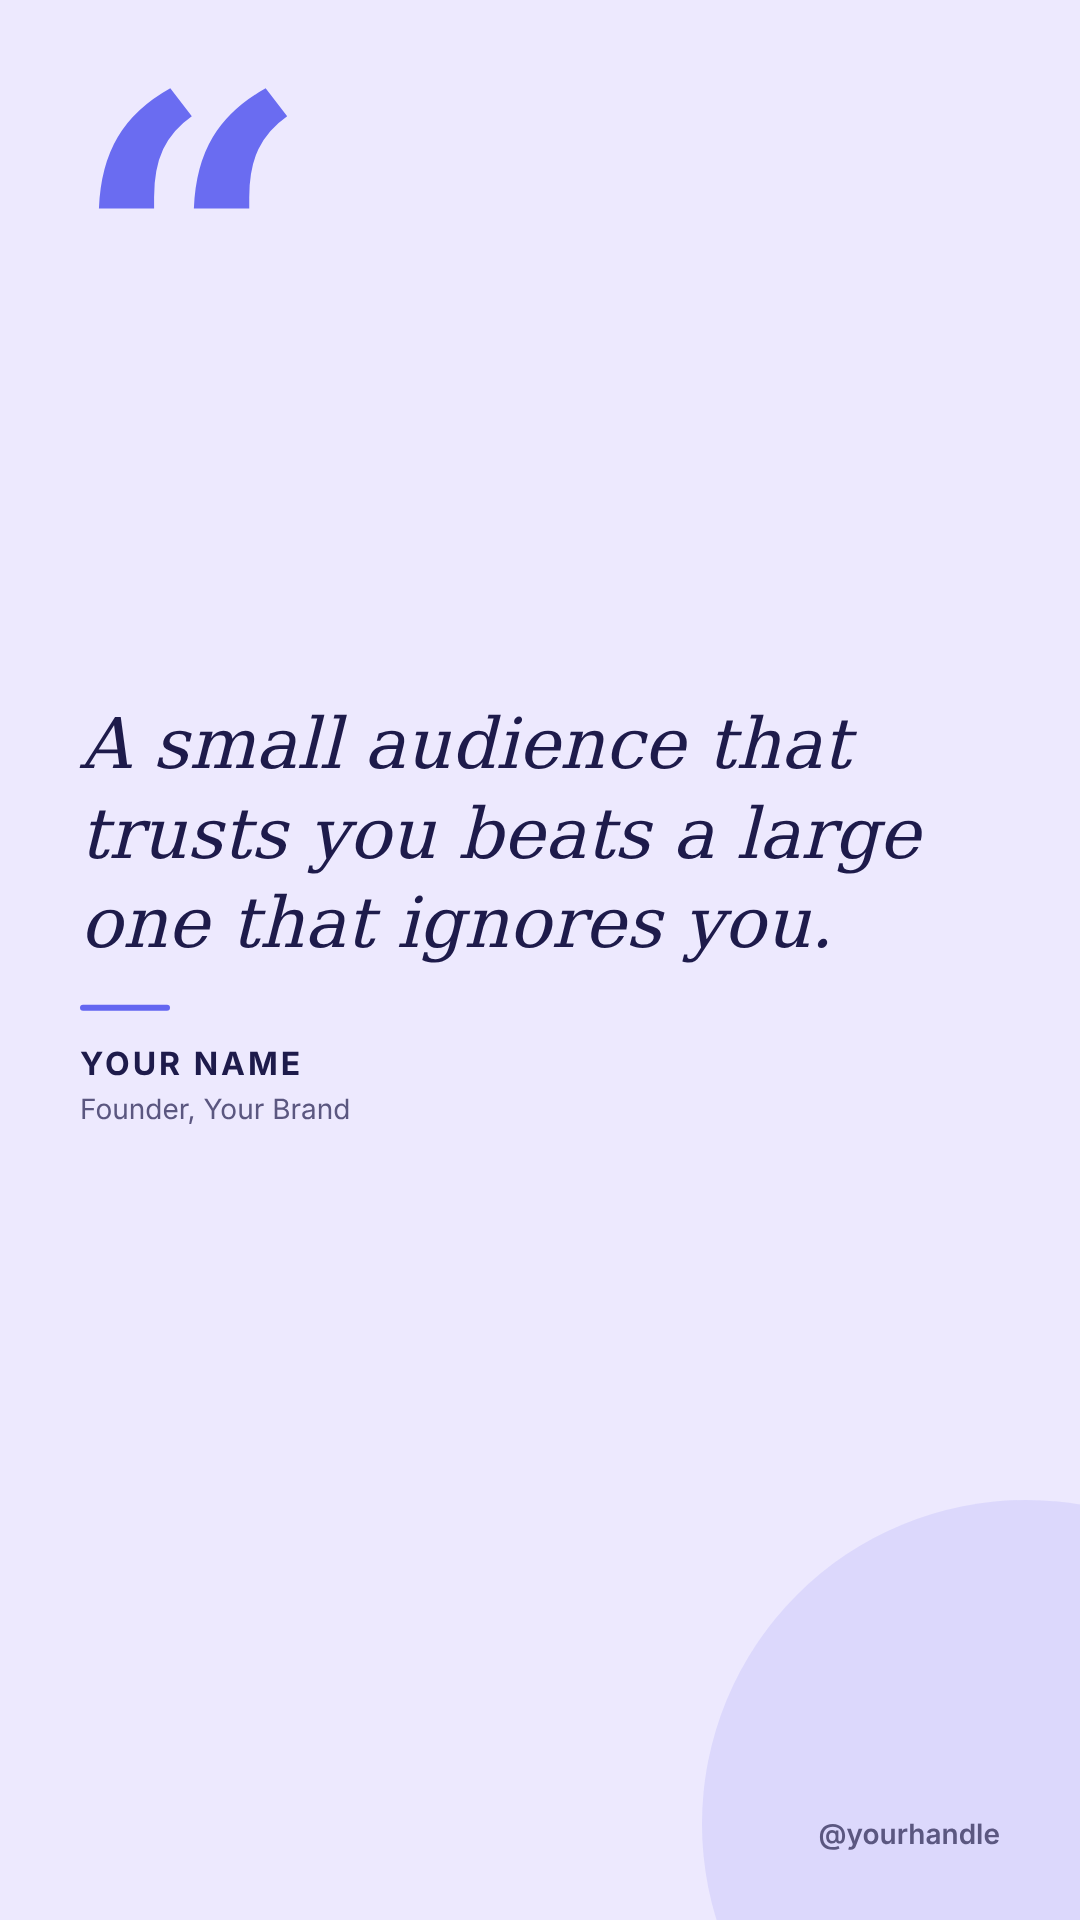 “
A small audience that
trusts you beats a large
one that ignores you.
YOUR NAME
Founder, Your Brand
@yourhandle